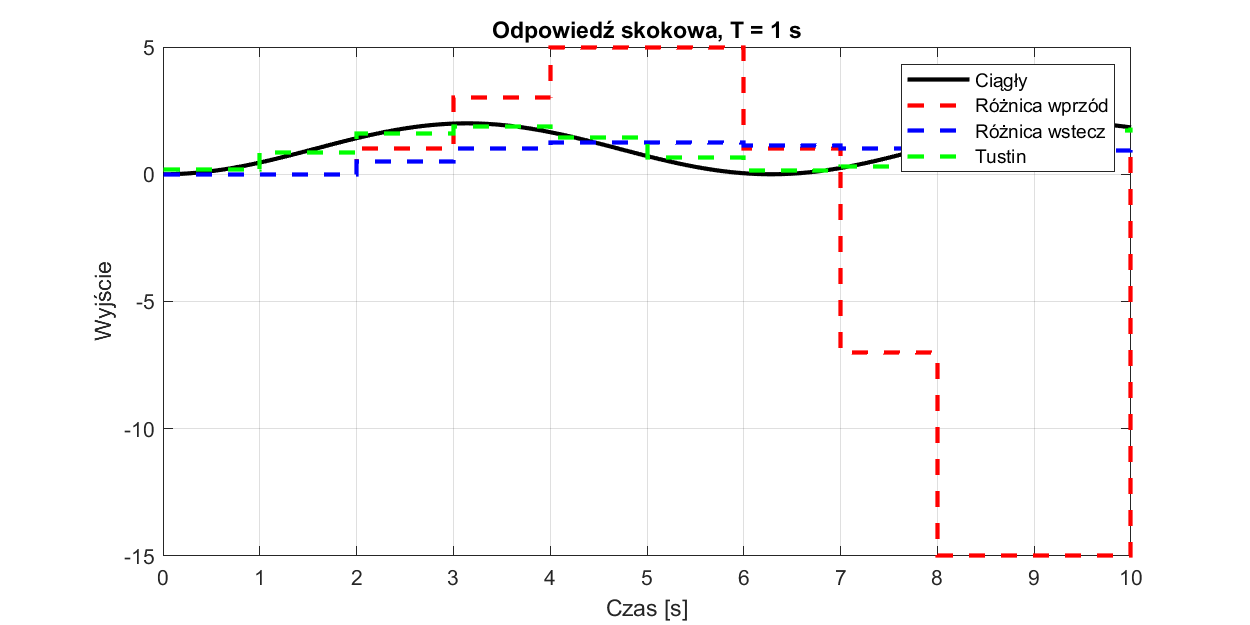 Odpowiedź skokowa, T = 1 s
5
0
-5
-10
-15
Wyjście
Ciągły
Różnica wprzód
Różnica wstecz
Tustin
0 1 2 3 4 5 6 7 8 9 10
Czas [s]